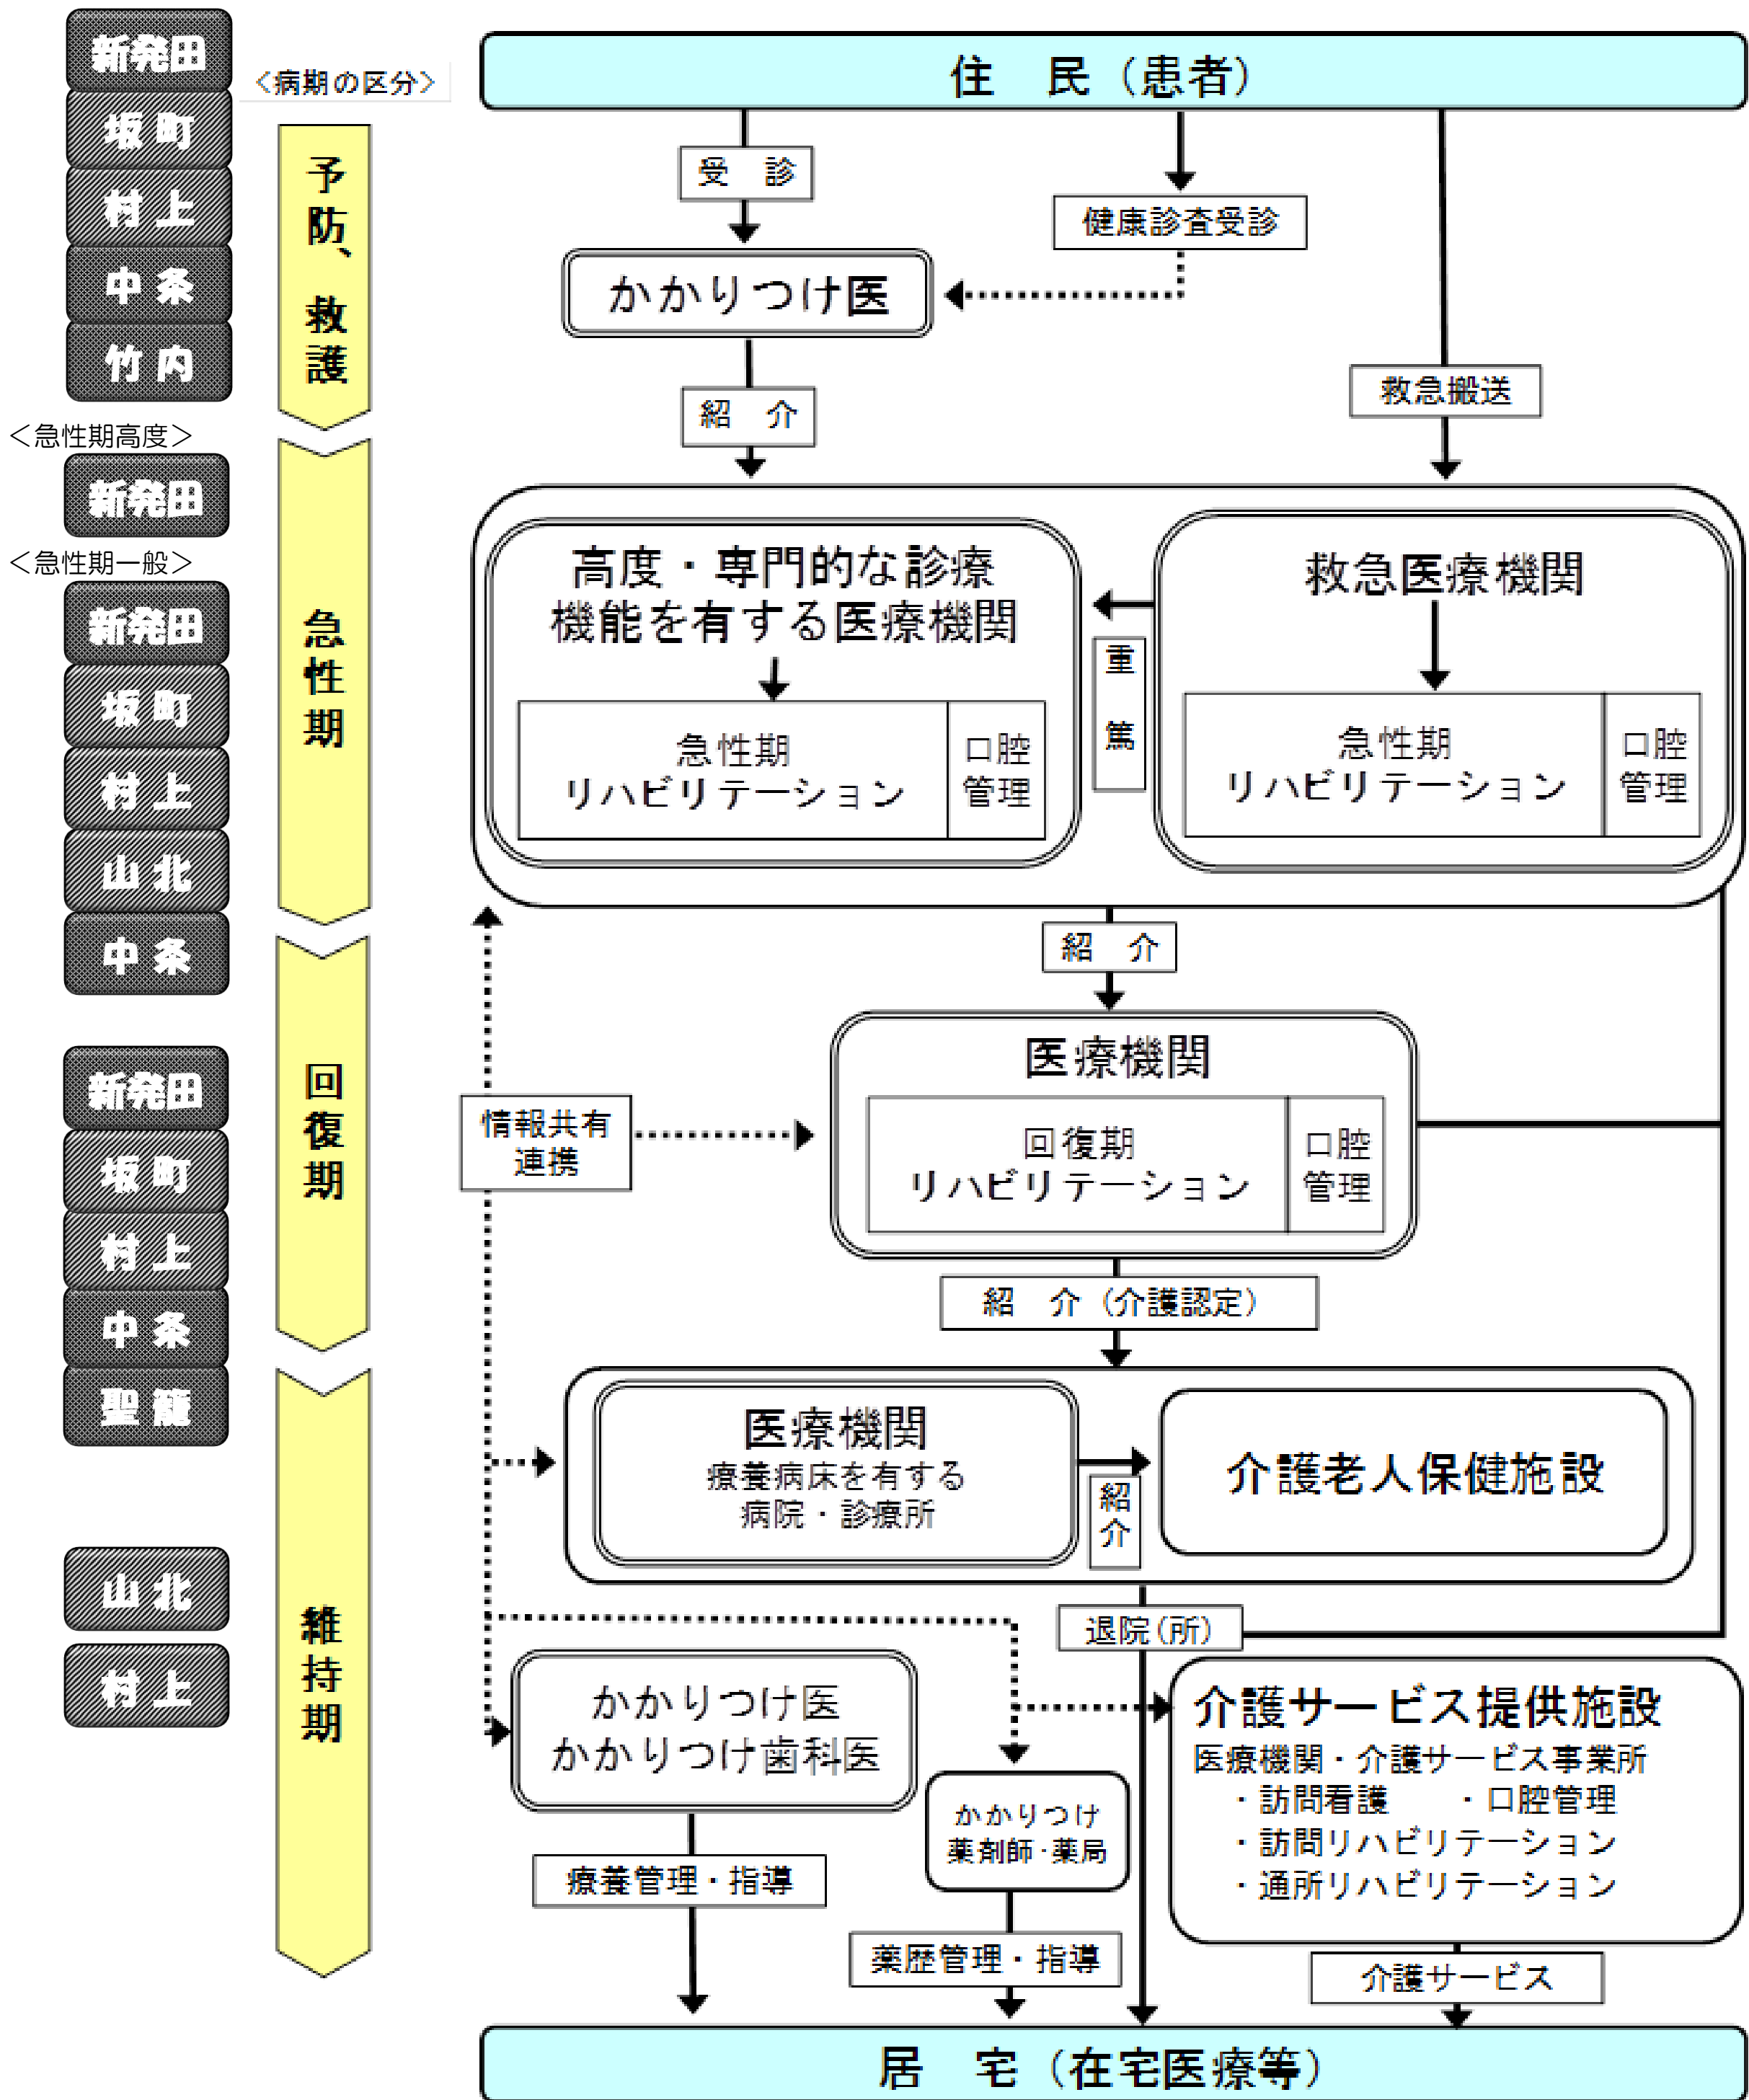 新発田
坂町
村上
中条
竹内
＜急性期高度＞
新発田
＜急性期一般＞
新発田
坂町
村上
山北
中条
新発田
坂町
村上
中条
聖籠
山北
村上
<病期の区分>
予防、救護
急性期
回復期
維持期
住　民（患者）
受　診
健康診査受診
かかりつけ医
紹　介
救急搬送
高度・専門的な診療
機能を有する医療機関
急性期
リハビリテーション
口腔
管理
重篤
救急医療機関
急性期
リハビリテーション
口腔
管理
紹　介
医療機関
回復期
リハビリテーション
口腔
管理
情報共有
連携
紹　介（介護認定）
医療機関
療養病床を有する
病院・診療所
紹介
介護老人保健施設
退院(所)
かかりつけ医
かかりつけ歯科医
かかりつけ
薬剤師・薬局
介護サービス提供施設
医療機関・介護サービス事業所
・訪問看護　・口腔管理
・訪問リハビリテーション
・通所リハビリテーション
療養管理・指導
薬歴管理・指導
介護サービス
居　宅（在宅医療等）